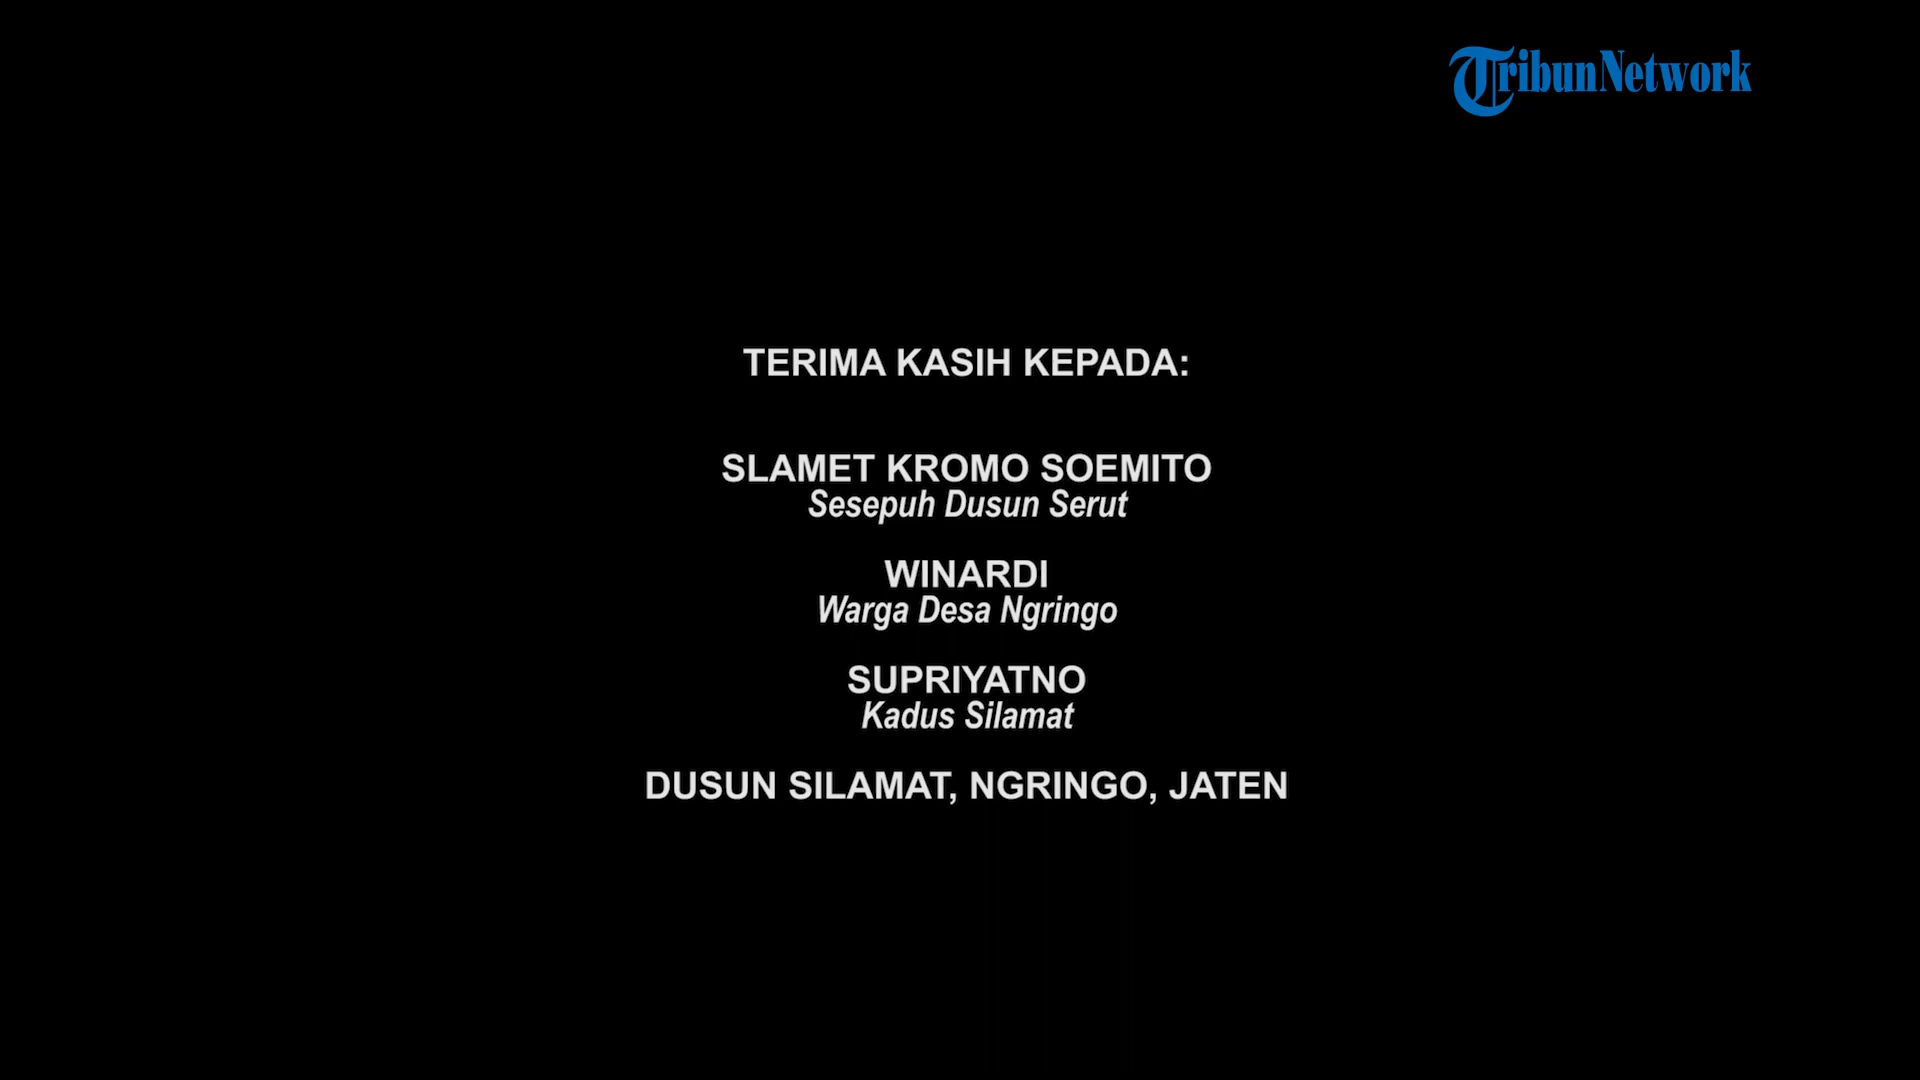 TribunNetwork
TERIMA KASIH KEPADA:
SLAMET KROMO SOEMITO
Sesepuh Dusun Serut
WINARDI
Warga Desa Ngringo
SUPRIYATNO
Kadus Silamat
DUSUN SILAMAT, NGRINGO, JATEN